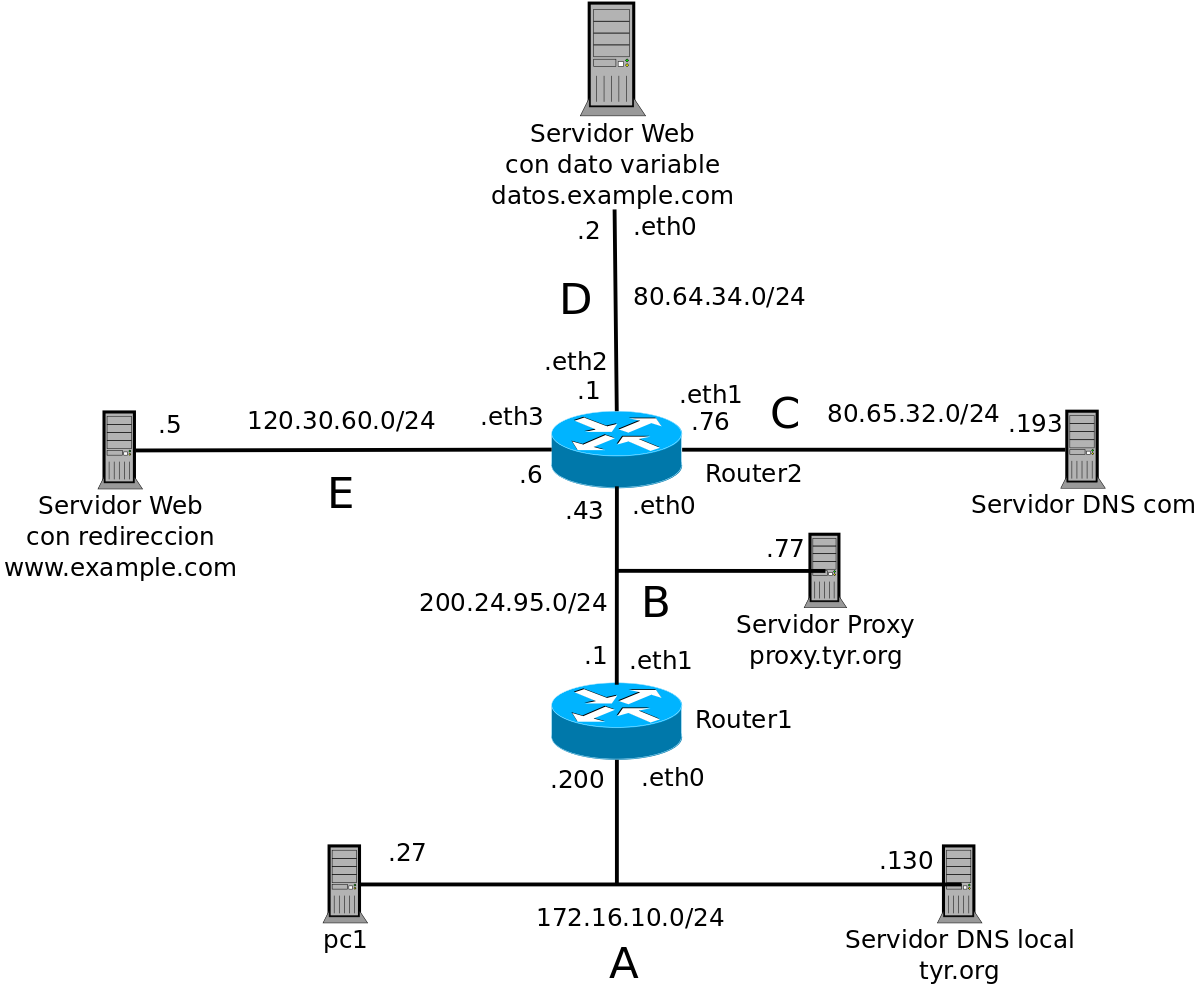 Servidor Web
con dato variable
datos.example.com
.2
.eth0
D
80.64.34.0/24
.eth2
.1
.eth1
.76
C
80.65.32.0/24
.193
.5
120.30.60.0/24
.eth3
.6
E
Router2
Servidor Web
con redireccion
www.example.com
Servidor DNS com
.43
.eth0
.77
200.24.95.0/24
B
Servidor Proxy
proxy.tyr.org
.1
.eth1
Router1
.200
.eth0
.27
.130
172.16.10.0/24
pc1
Servidor DNS local
tyr.org
A